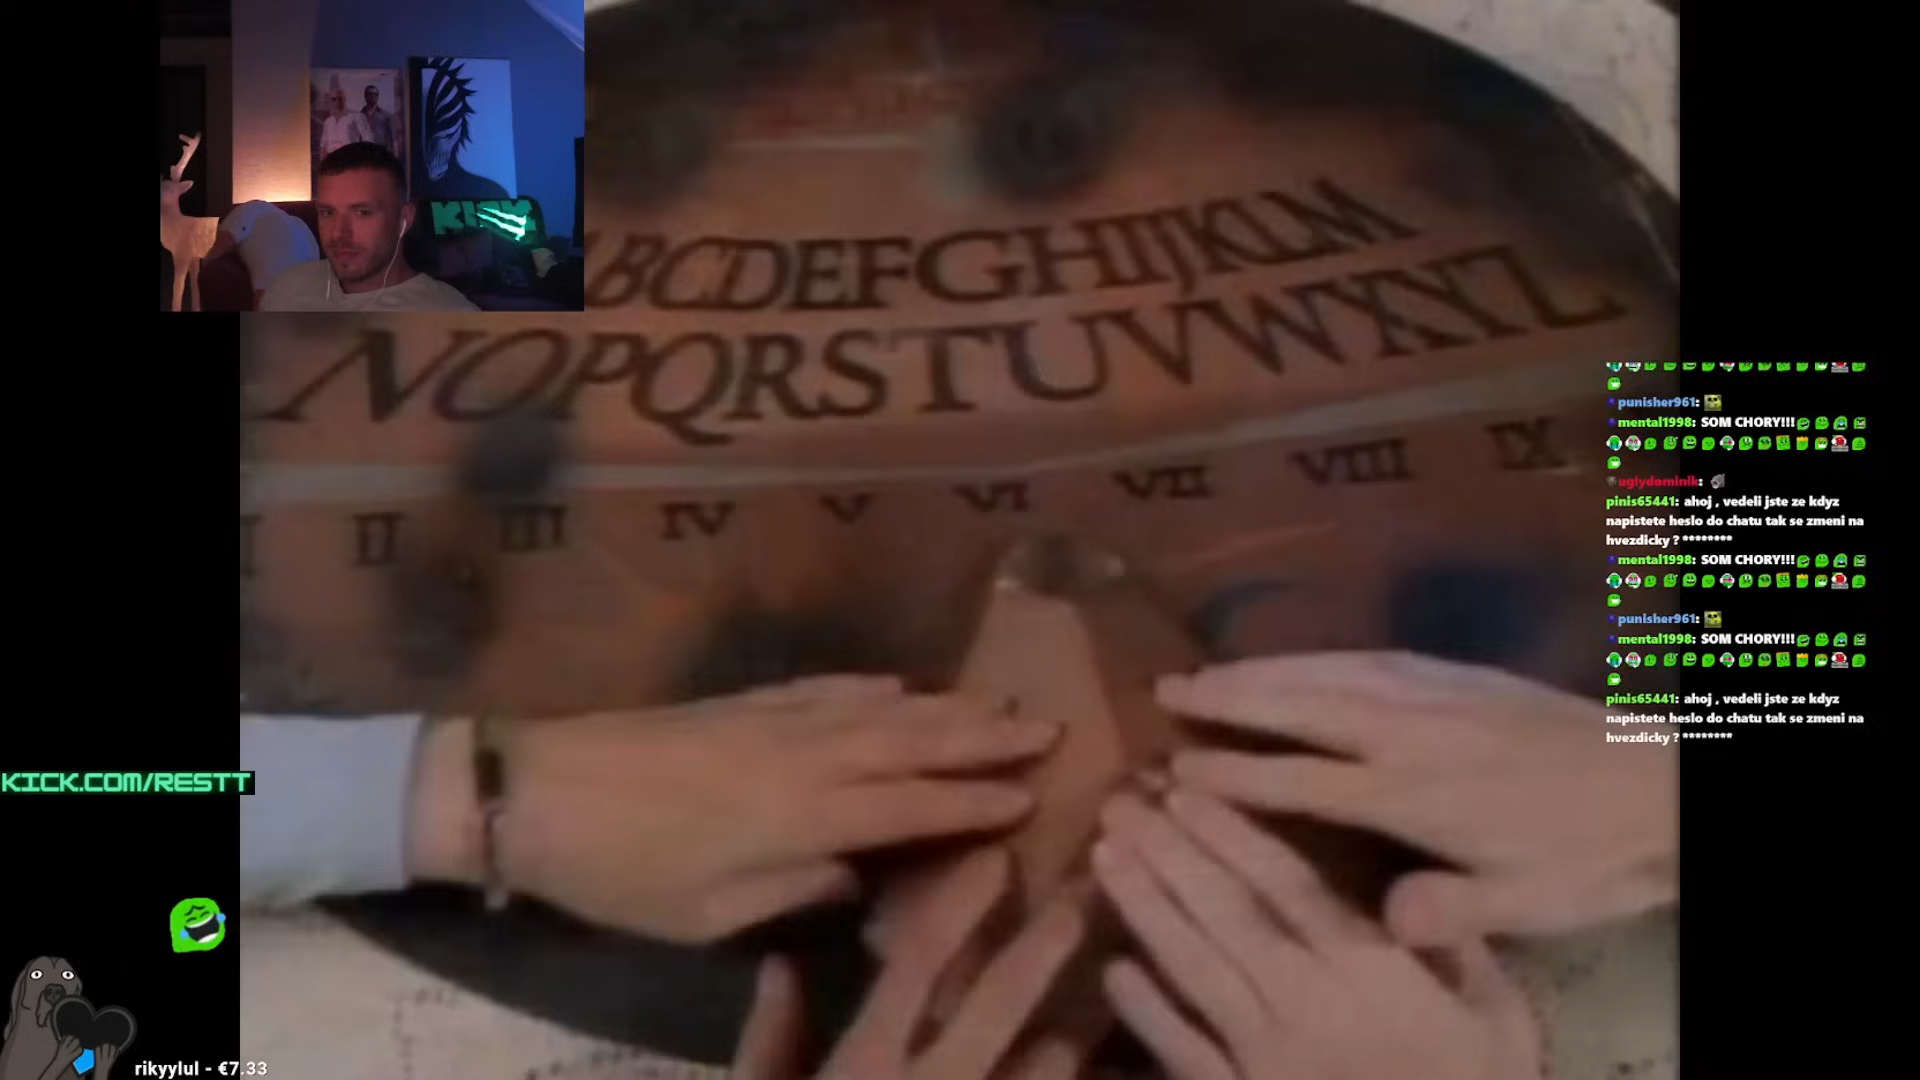 KICK
ABCDEFGHIJKLM
NOPQRSTUVWXYZ
I II III IV V VI VII VIII IX
punisher961:
mental1998: SOM CHORY!!!
uglydominik:
pinis65441: ahoj , vedeli jste ze kdyz
napistete heslo do chatu tak se zmeni na
hvezdicky ? ********
mental1998: SOM CHORY!!!
punisher961:
mental1998: SOM CHORY!!!
pinis65441: ahoj , vedeli jste ze kdyz
napistete heslo do chatu tak se zmeni na
hvezdicky ? ********
KICK.COM/RESTT
rikyylul - €7.33